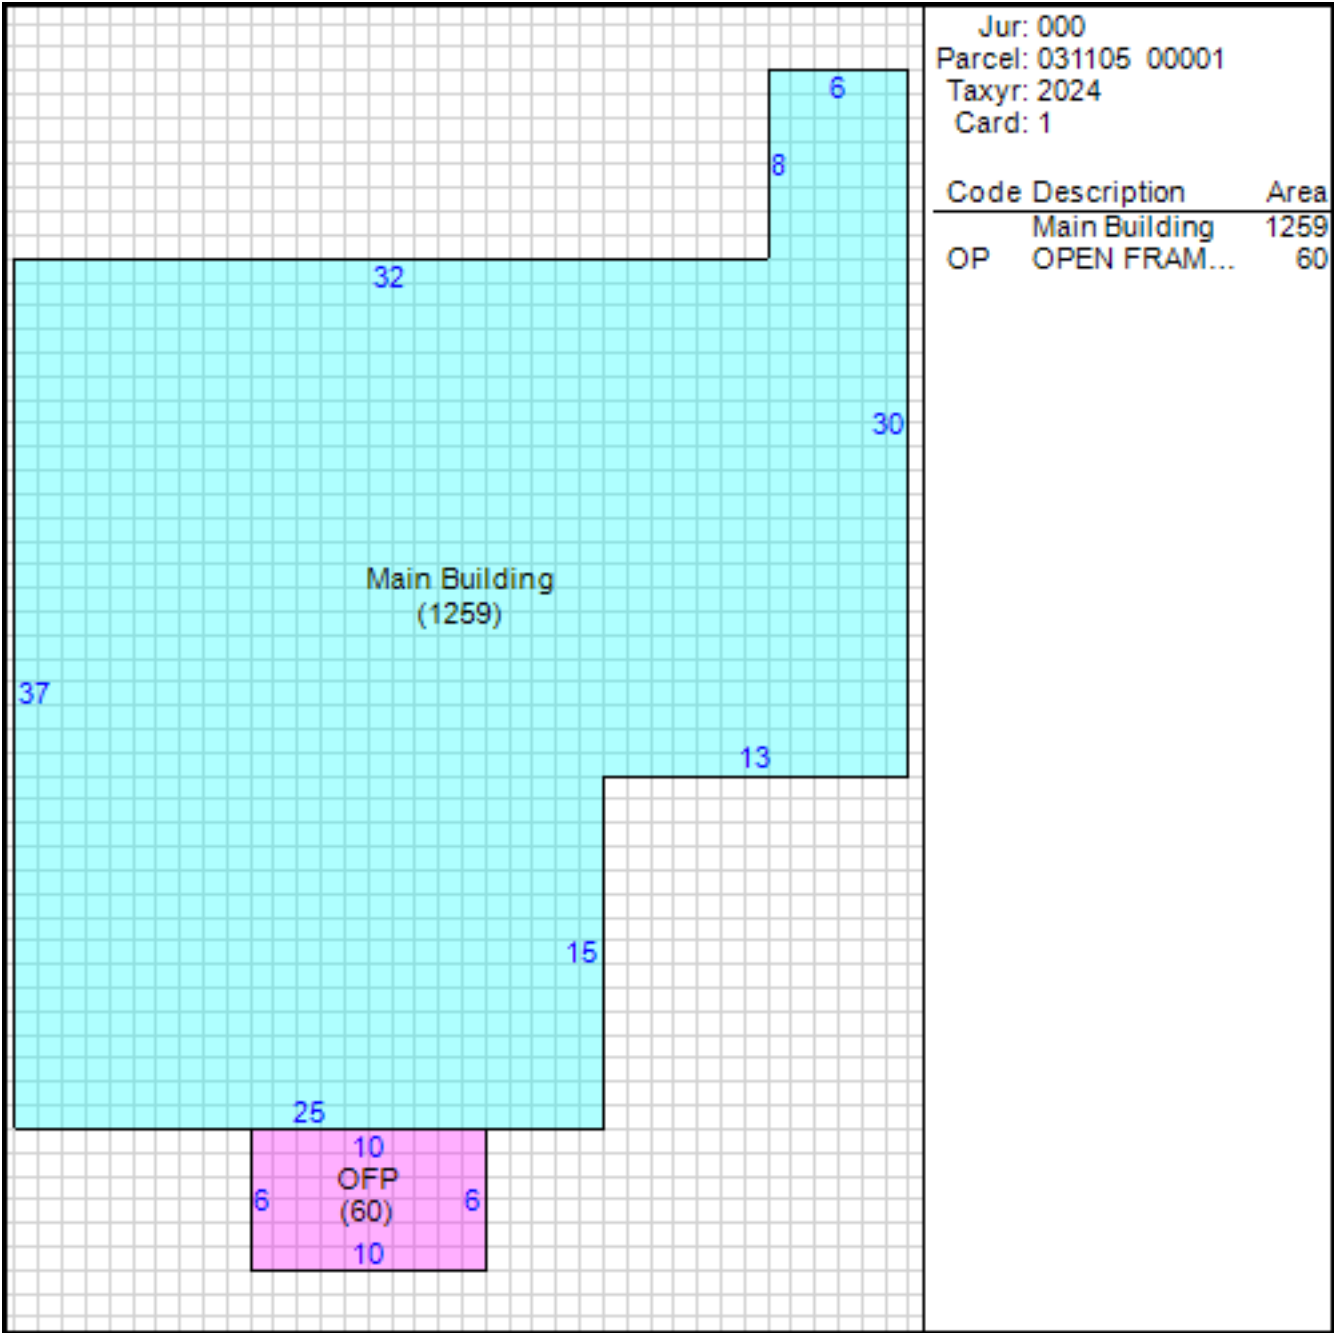 Jur: 000
Parcel: 031105 00001
Taxyr: 2024
Card: 1
Code Description Area
Main Building 1259
OP OPEN FRAM... 60
6
8
32
30
Main Building
(1259)
37
13
15
25
10
OFP
6 6
(60)
10